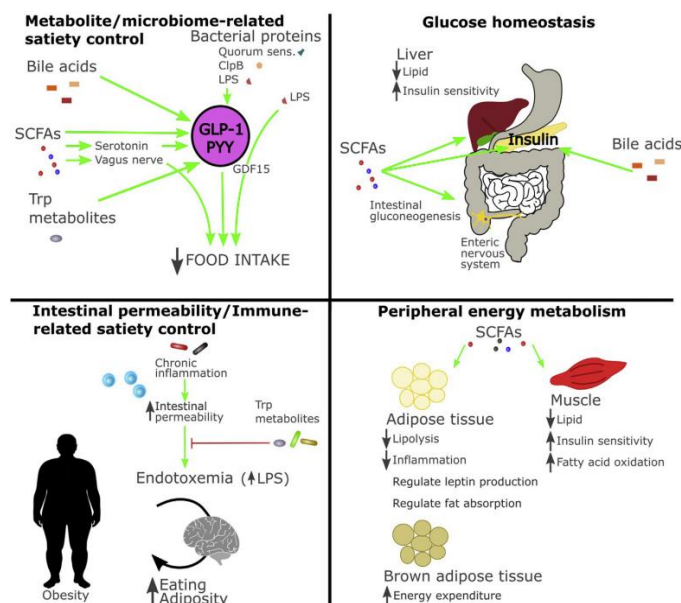 Metabolite/microbiome-related
satiety control
Bacterial proteins
Quorum sens.
ClpB
LPS
LPS
Bile acids
SCFAs
Serotonin
Vagus nerve
GLP-1
PYY
GDF15
Trp
metabolites
FOOD INTAKE
Glucose homeostasis
Liver
Lipid
Insulin sensitivity
Insulin
SCFAs
Bile acids
Intestinal
gluconeogenesis
Enteric
nervous
system
Intestinal permeability/Immune-
related satiety control
Chronic
inflammation
Intestinal
permeability
Trp
metabolites
Endotoxemia (↑LPS)
Eating
Adiposity
Obesity
Peripheral energy metabolism
SCFAs
Adipose tissue
Lipolysis
Inflammation
Regulate leptin production
Regulate fat absorption
Muscle
Lipid
Insulin sensitivity
Fatty acid oxidation
Brown adipose tissue
Energy expenditure